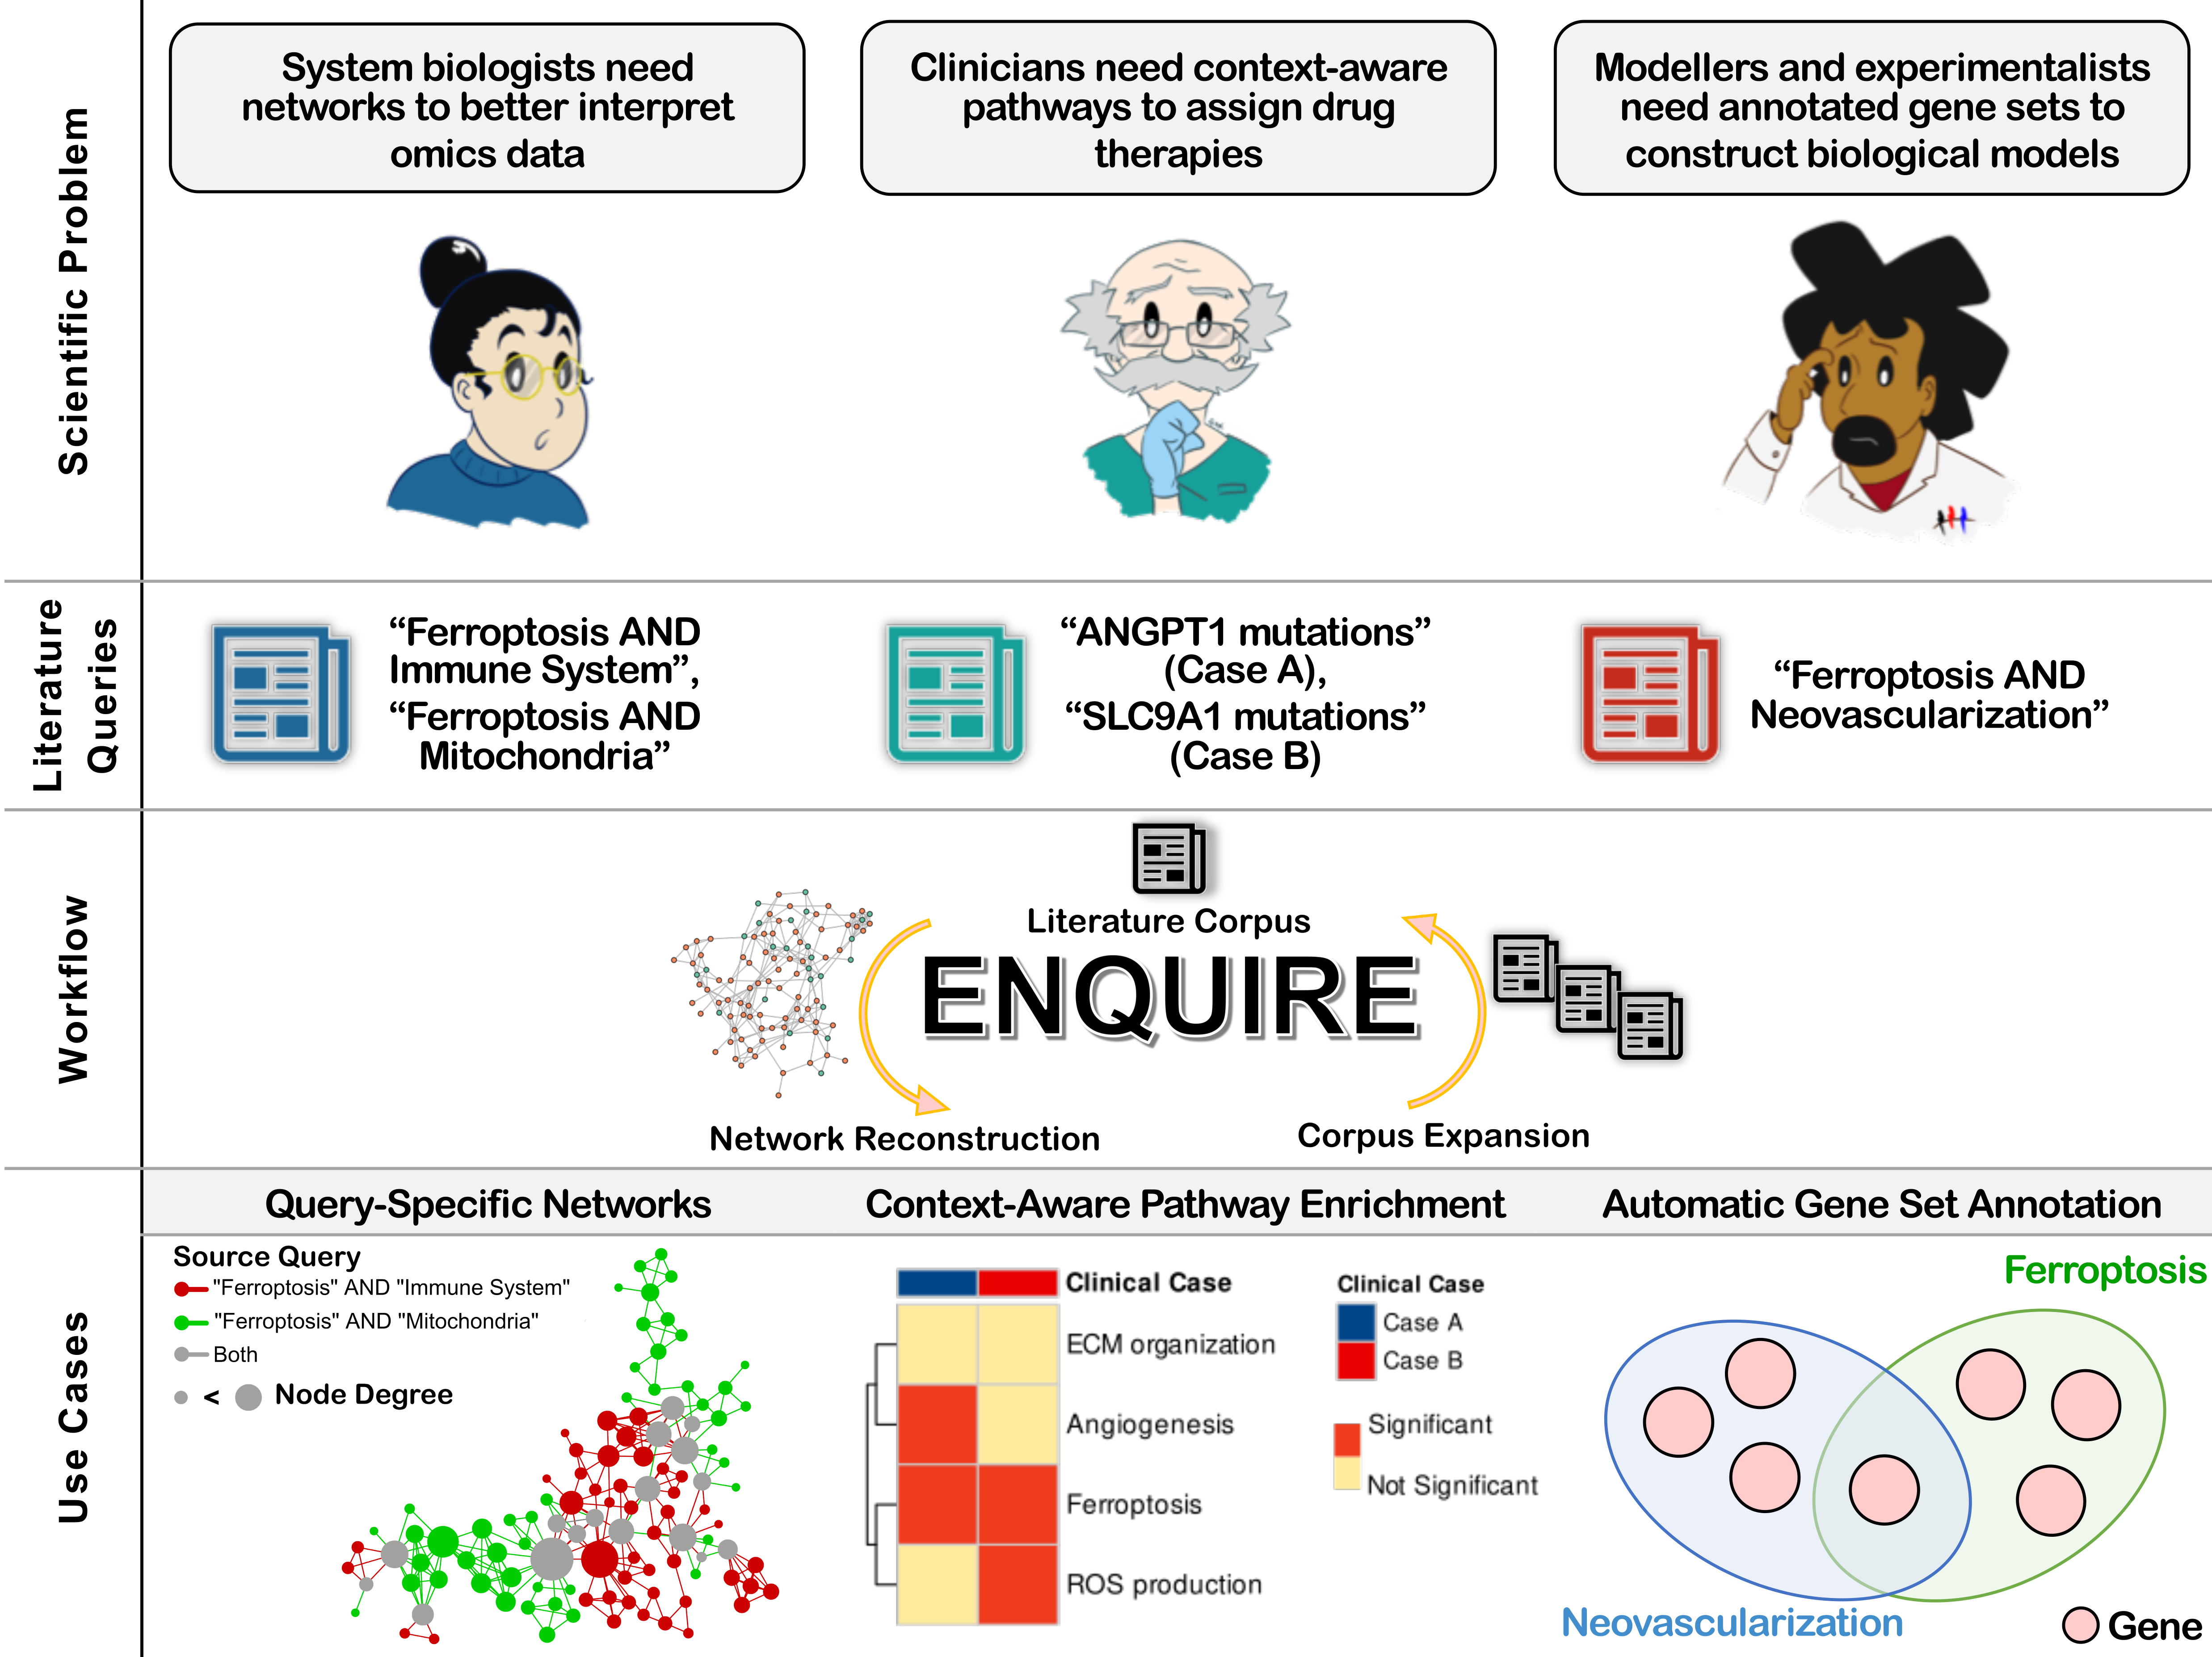 Scientific Problem
System biologists need
networks to better interpret
omics data
Clinicians need context-aware
pathways to assign drug
therapies
Modellers and experimentalists
need annotated gene sets to
construct biological models
Literature
Queries
“Ferroptosis AND
Immune System”,
“Ferroptosis AND
Mitochondria”
“ANGPT1 mutations”
(Case A),
“SLC9A1 mutations”
(Case B)
“Ferroptosis AND
Neovascularization”
Workflow
Literature Corpus
ENQUIRE
Network Reconstruction
Corpus Expansion
Use Cases
Query-Specific Networks
Context-Aware Pathway Enrichment
Automatic Gene Set Annotation
Source Query
"Ferroptosis" AND "Immune System"
"Ferroptosis" AND "Mitochondria"
Both
< Node Degree
Clinical Case
ECM organization
Angiogenesis
Ferroptosis
ROS production
Clinical Case
Case A
Case B
Significant
Not Significant
Ferroptosis
Neovascularization
Gene